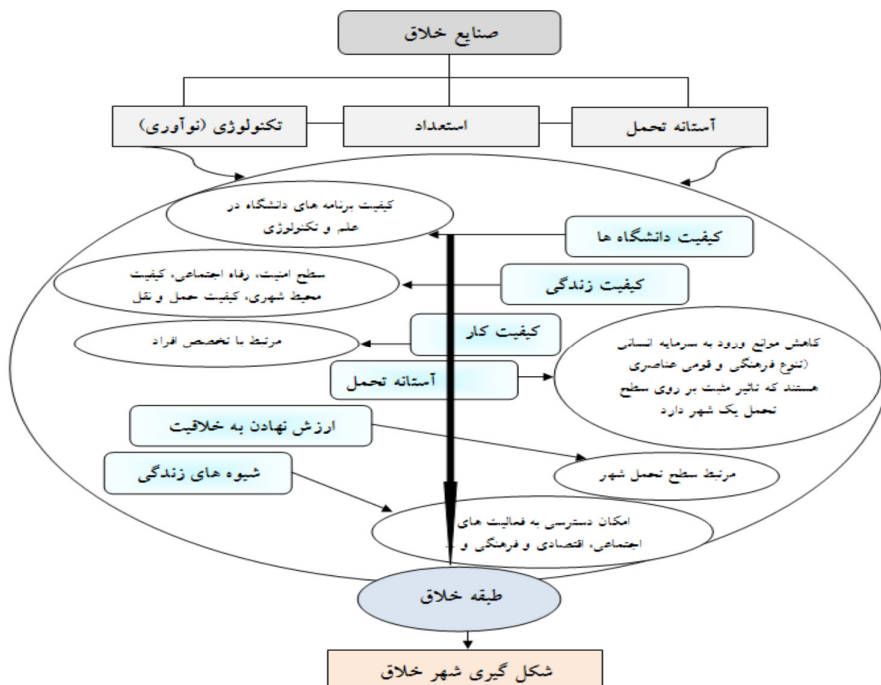 صنایع خلاق
آستانه تحمل
استعداد
تکنولوژی (نوآوری)
کیفیت برنامه های دانشگاه در
علم و تکنولوژی
کیفیت دانشگاه ها
سطح امنیت، رفاه اجتماعی، کیفیت
محیط شهری، کیفیت حمل و نقل
کیفیت زندگی
کیفیت کار
مرتبط با تخصص افراد
کاهش موانع ورود به سرمایه انسانی
(تنوع فرهنگی و قومی عناصری
هستند که تاثیر مثبت بر روی سطح
تحمل یک شهر دارد
آستانه تحمل
ارزش نهادن به خلاقیت
مرتبط سطح تحمل شهر
شیوه های زندگی
امکان دسترسی به فعالیت های
اجتماعی، اقتصادی و فرهنگی و ...
طبقه خلاق
شکل گیری شهر خلاق